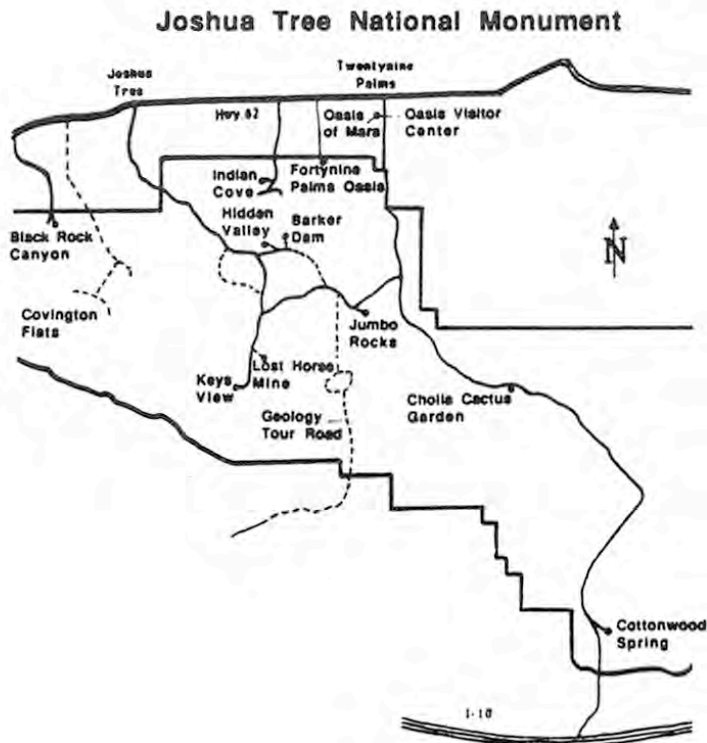 Joshua Tree National Monument
Joshua
Tree
Twentynine
Palms
Hwy. 62
Oasis
of Mara
Oasis Visitor
Center
Indian
Cove
Fortynine
Palms Oasis
Hidden
Valley
Barker
Dam
N
Black Rock
Canyon
Covington
Flats
Jumbo
Rocks
Lost Horse
Mine
Keys
View
Cholla Cactus
Garden
Geology
Tour Road
Cottonwood
Spring
I-10